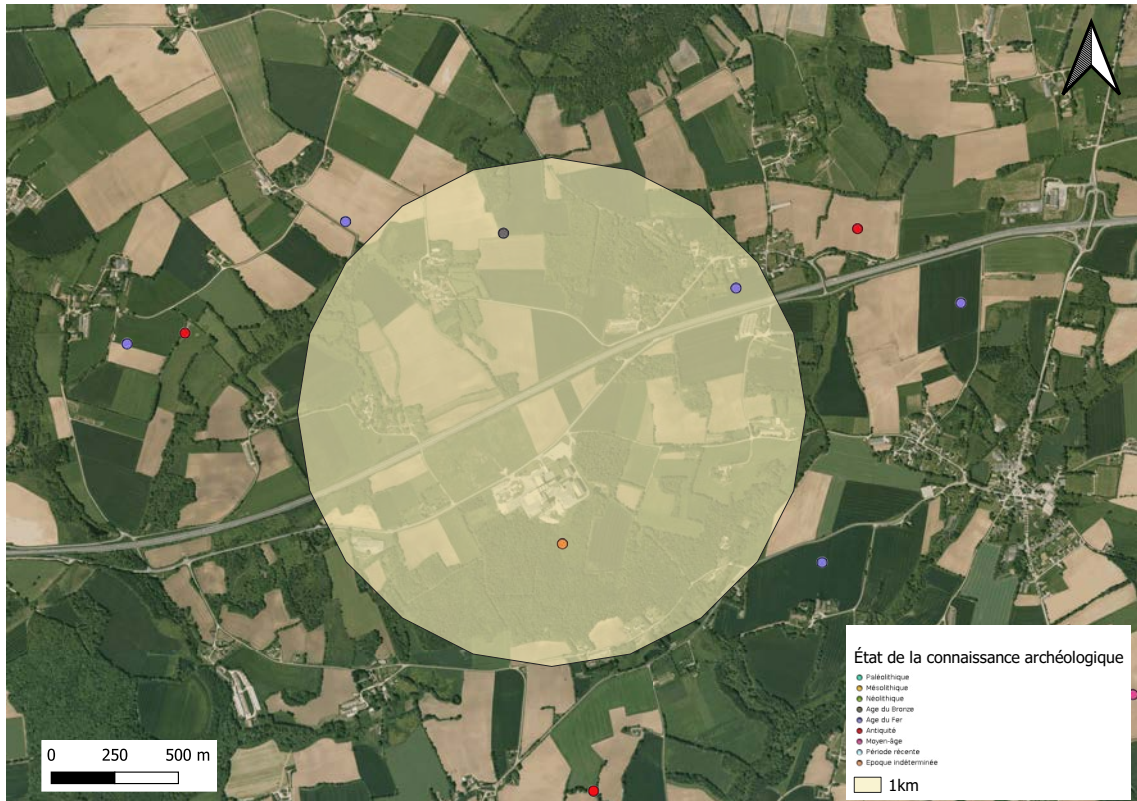 État de la connaissance archéologique
Paléolithique
Mésolithique
Néolithique
Age du Bronze
Age du Fer
Antiquité
Moyen-âge
Période récente
Epoque indéterminée
1km
0 250 500 m